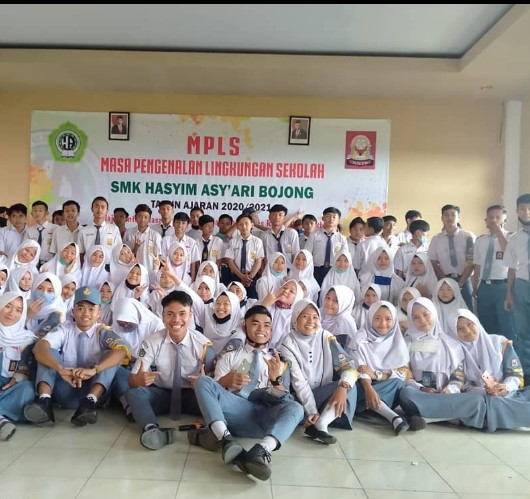 MPLS
MASA PENGENALAN LINGKUNGAN SEKOLAH
SMK HASYIM ASY'ARI BOJONG
TAHUN AJARAN 2020/2021